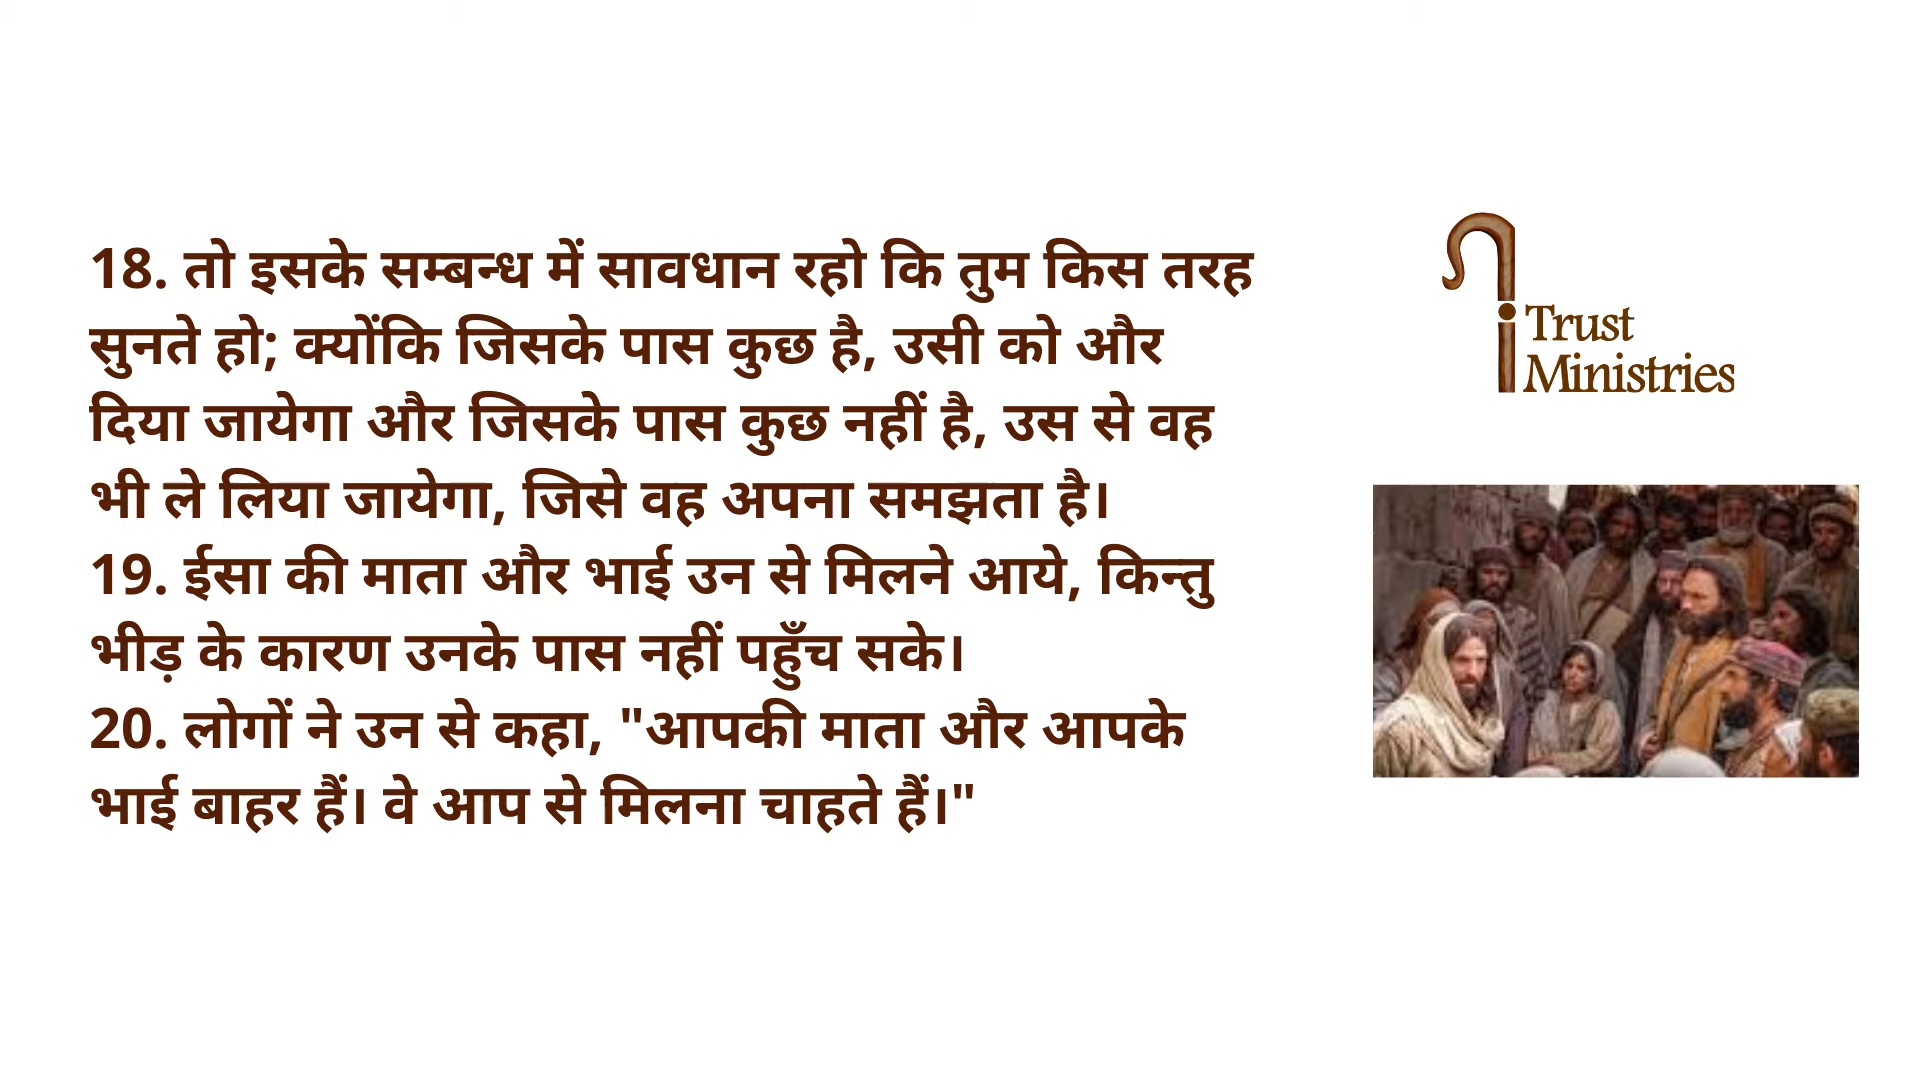 18. तो इसके सम्बन्ध में सावधान रहो कि तुम किस तरह
सुनते हो; क्योंकि जिसके पास कुछ है, उसी को और
दिया जायेगा और जिसके पास कुछ नहीं है, उस से वह
भी ले लिया जायेगा, जिसे वह अपना समझता है।
19. ईसा की माता और भाई उन से मिलने आये, किन्तु
भीड़ के कारण उनके पास नहीं पहुँच सके।
20. लोगों ने उन से कहा, "आपकी माता और आपके
भाई बाहर हैं। वे आप से मिलना चाहते हैं।"
i Trust
Ministries